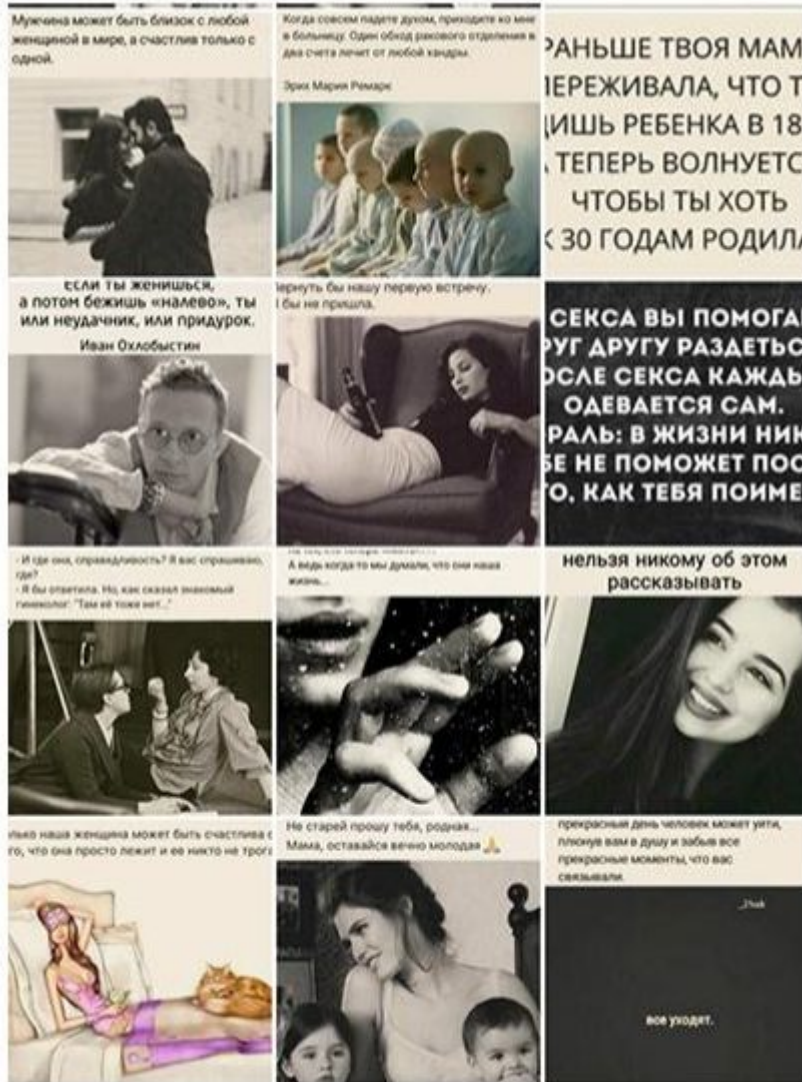 Мужчина может быть близок с любой
женщиной в мире, а счастлив только с
одной.
Когда совсем падете духом, приходите ко мне
в больницу. Один обход ракового отделения в
два счета лечит от любой хандры.
Эрих Мария Ремарк
РАНЬШЕ ТВОЯ МАМ
ПЕРЕЖИВАЛА, ЧТО Т
ДИШЬ РЕБЕНКА В 18
ТЕПЕРЬ ВОЛНУЕТС
ЧТОБЫ ТЫ ХОТЬ
К 30 ГОДАМ РОДИЛА
если ты женишься,
а потом бежишь «налево», ты
или неудачник, или придурок.
Иван Охлобыстин
вернуть бы нашу первую встречу.
бы не пришла.
СЕКСА ВЫ ПОМОГА
РУГ ДРУГУ РАЗДЕТЬС
ОСЛЕ СЕКСА КАЖДЫ
ОДЕВАЕТСЯ САМ.
РАЛЬ: В ЖИЗНИ НИК
БЕ НЕ ПОМОЖЕТ ПОС
ГО, КАК ТЕБЯ ПОИМЕ
- И где она, справедливость? Я вас спрашиваю,
где?
- Я бы ответила. Но, как сказал знакомый
гинеколог: "Там её тоже нет..."
А ведь когда-то мы думали, что они наша
жизнь...
нельзя никому об этом
рассказывать
лько наша женщина может быть счастлива с
го, что она просто лежит и ее никто не трога
Не старей прошу тебя, родная...
Мама, оставайся вечно молодая 🙏
прекрасный день человек может уйти,
плюнув вам в душу и забыв все
прекрасные моменты, что вас
связывали.
все уходят.